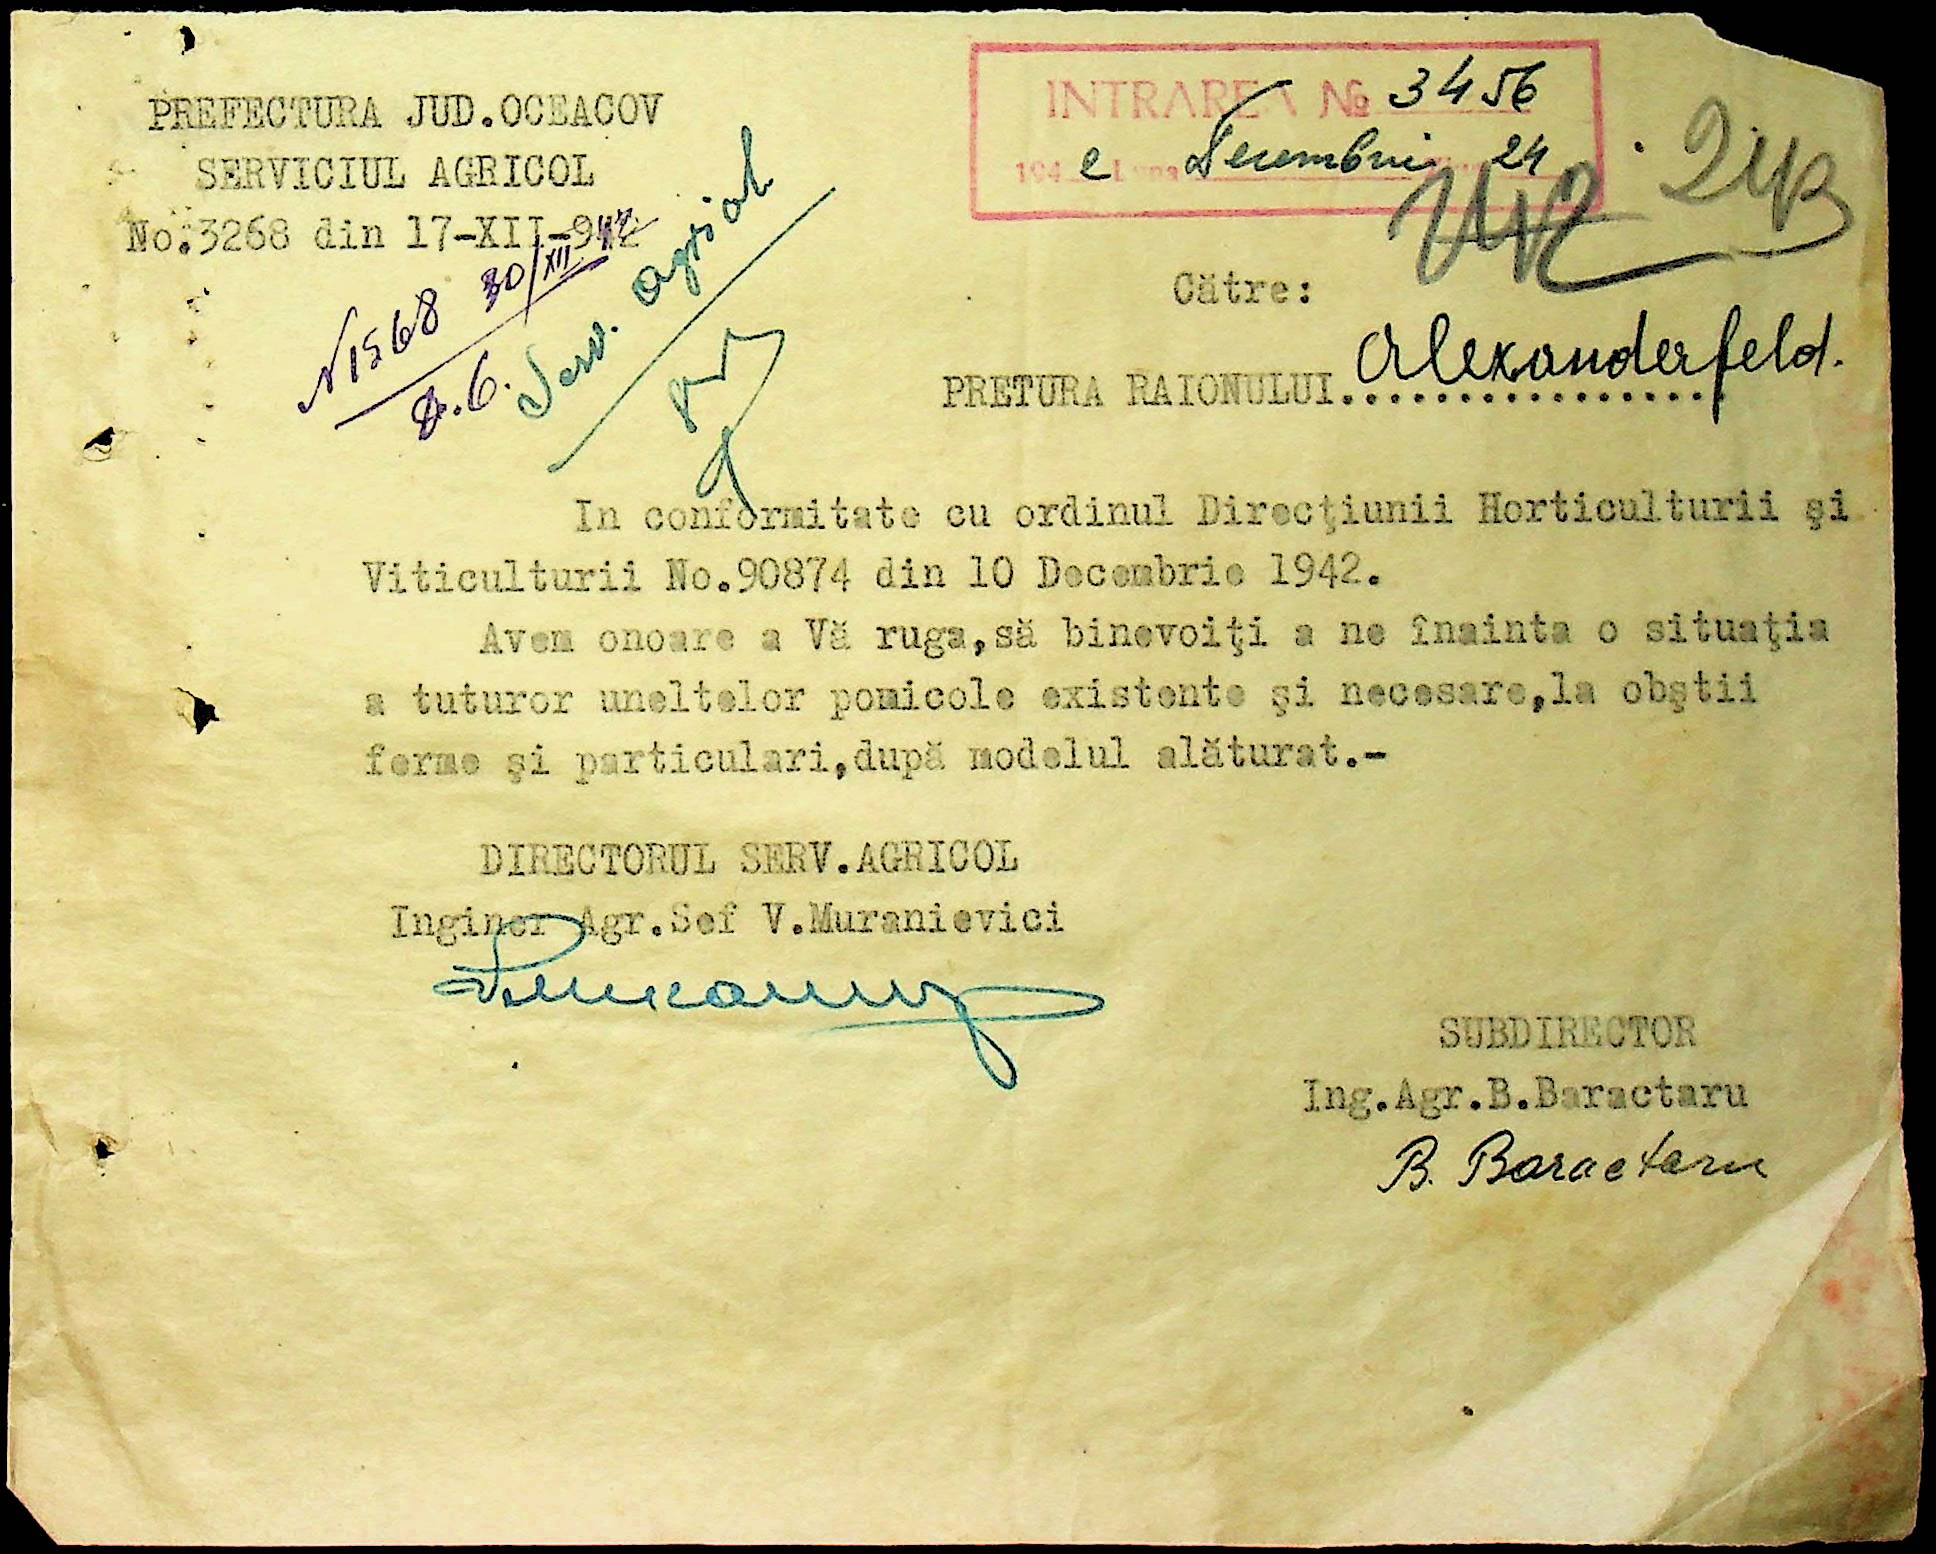 PREFECTURA JUD.OCEACOV
SERVICIUL AGRICOL
No.3268 din 17-XII-942
INTRAREA № 3456
194 2 Luna Decembrie 24
242
243
N 1568 30/XII 42
Serv. agricol
Către:
PRETURA RAIONULUI Alexanderfeld.
In conformitate cu ordinul Direcţiunii Horticulturii şi
Viticulturii No.90874 din 10 Decembrie 1942.
Avem onoare a Vă ruga,să binevoiţi a ne înainta o situaţia
a tuturor uneltelor pomicole existente şi necesare,la obştii
ferme şi particulari,după modelul alăturat.-
DIRECTORUL SERV.AGRICOL
Inginer Agr.Sef V.Muranievici
SUBDIRECTOR
Ing.Agr.B.Baractaru
B. Baractaru